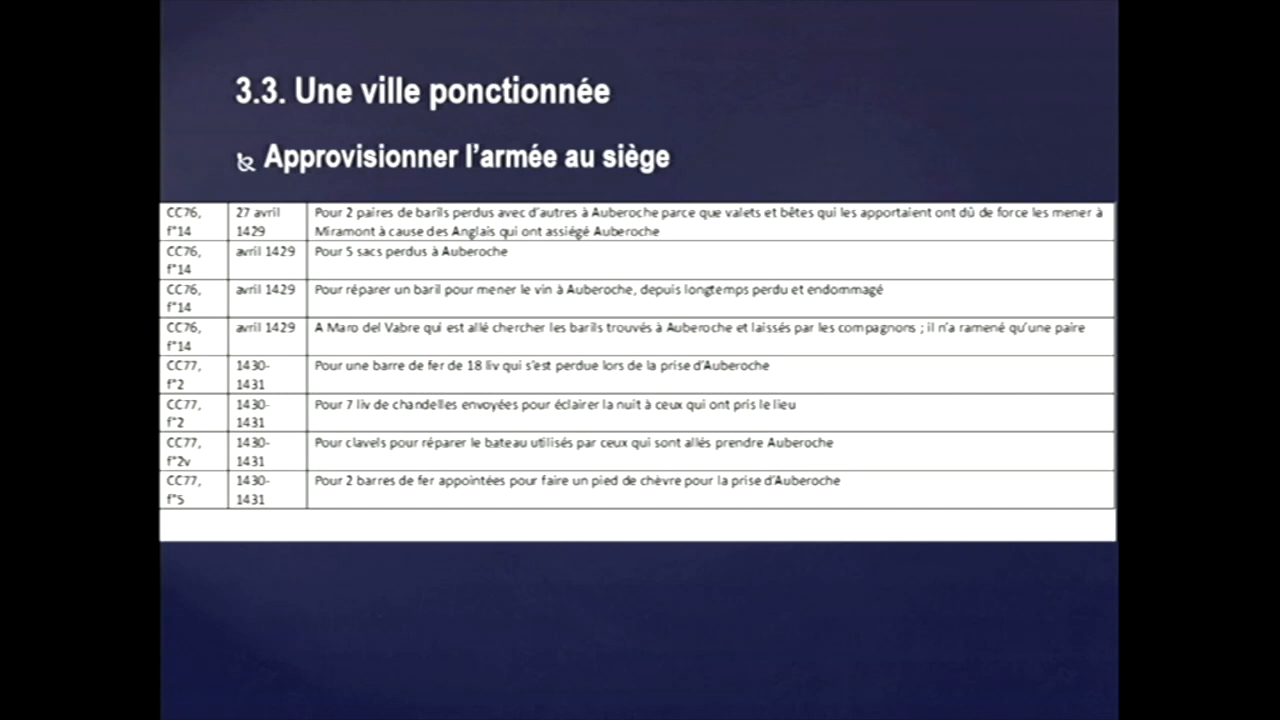 3.3. Une ville ponctionnée
Approvisionner l'armée au siège
CC76, 27 avril Pour 2 paires de barils perdus avec d'autres à Auberoche parce que valets et bêtes qui les apportaient ont dû de force les mener à
f°14 1429 Miramont à cause des Anglais qui ont assiégé Auberoche
CC76, avril 1429 Pour 5 sacs perdus à Auberoche
f°14
CC76, avril 1429 Pour réparer un baril pour mener le vin à Auberoche, depuis longtemps perdu et endommagé
f°14
CC76, avril 1429 A Maro del Vabre qui est allé chercher les barils trouvés à Auberoche et laissés par les compagnons ; il n'a ramené qu'une paire
f°14
CC77, 1430- Pour une barre de fer de 18 liv qui s'est perdue lors de la prise d'Auberoche
f°2 1431
CC77, 1430- Pour 7 liv de chandelles envoyées pour éclairer la nuit à ceux qui ont pris le lieu
f°2 1431
CC77, 1430- Pour clavels pour réparer le bateau utilisés par ceux qui sont allés prendre Auberoche
f°2v 1431
CC77, 1430- Pour 2 barres de fer appointées pour faire un pied de chèvre pour la prise d'Auberoche
f°5 1431